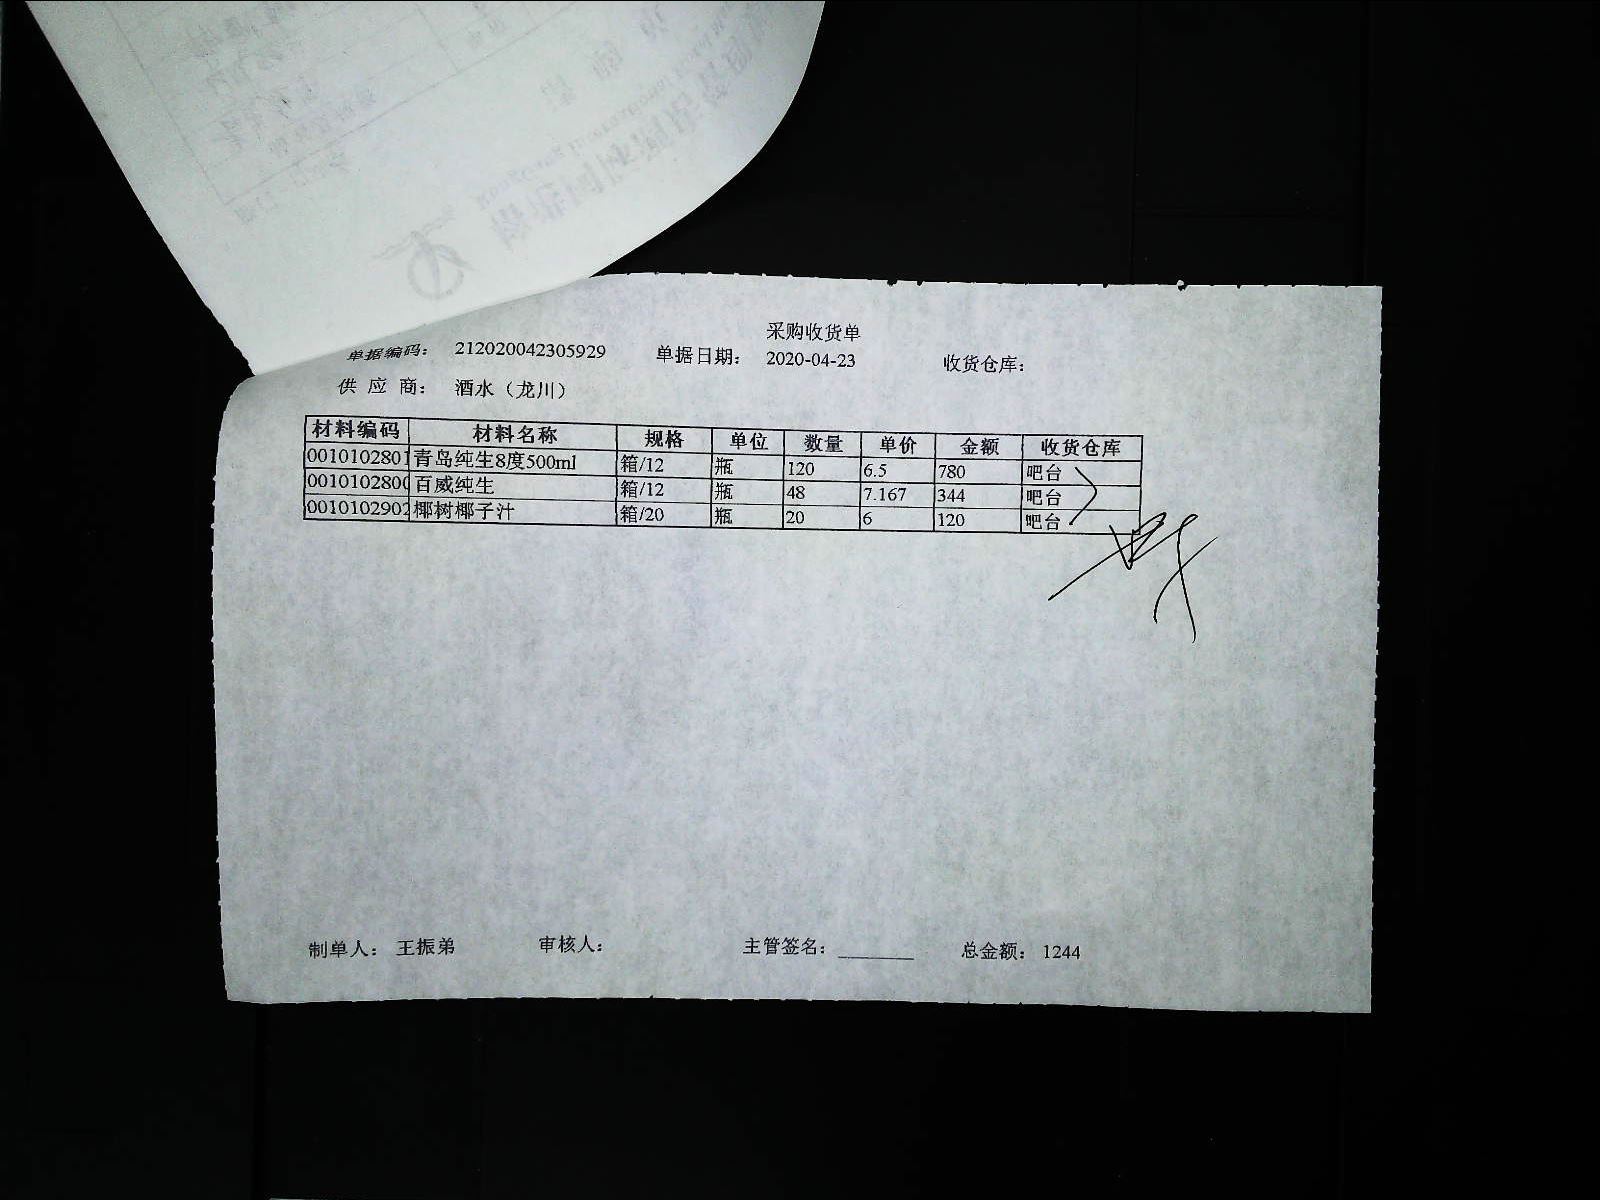 采购收货单
单据编码： 212020042305929 单据日期： 2020-04-23 收货仓库：
供应商： 酒水（龙川）
材料编码 材料名称 规格 单位 数量 单价 金额 收货仓库
0010102801 青岛纯生8度500ml 箱/12 瓶 120 6.5 780 吧台
001010280 百威纯生 箱/12 瓶 48 7.167 344 吧台
0010102902 椰树椰子汁 箱/20 瓶 20 6 120 吧台
制单人： 王振弟 审核人： 主管签名： 总金额： 1244